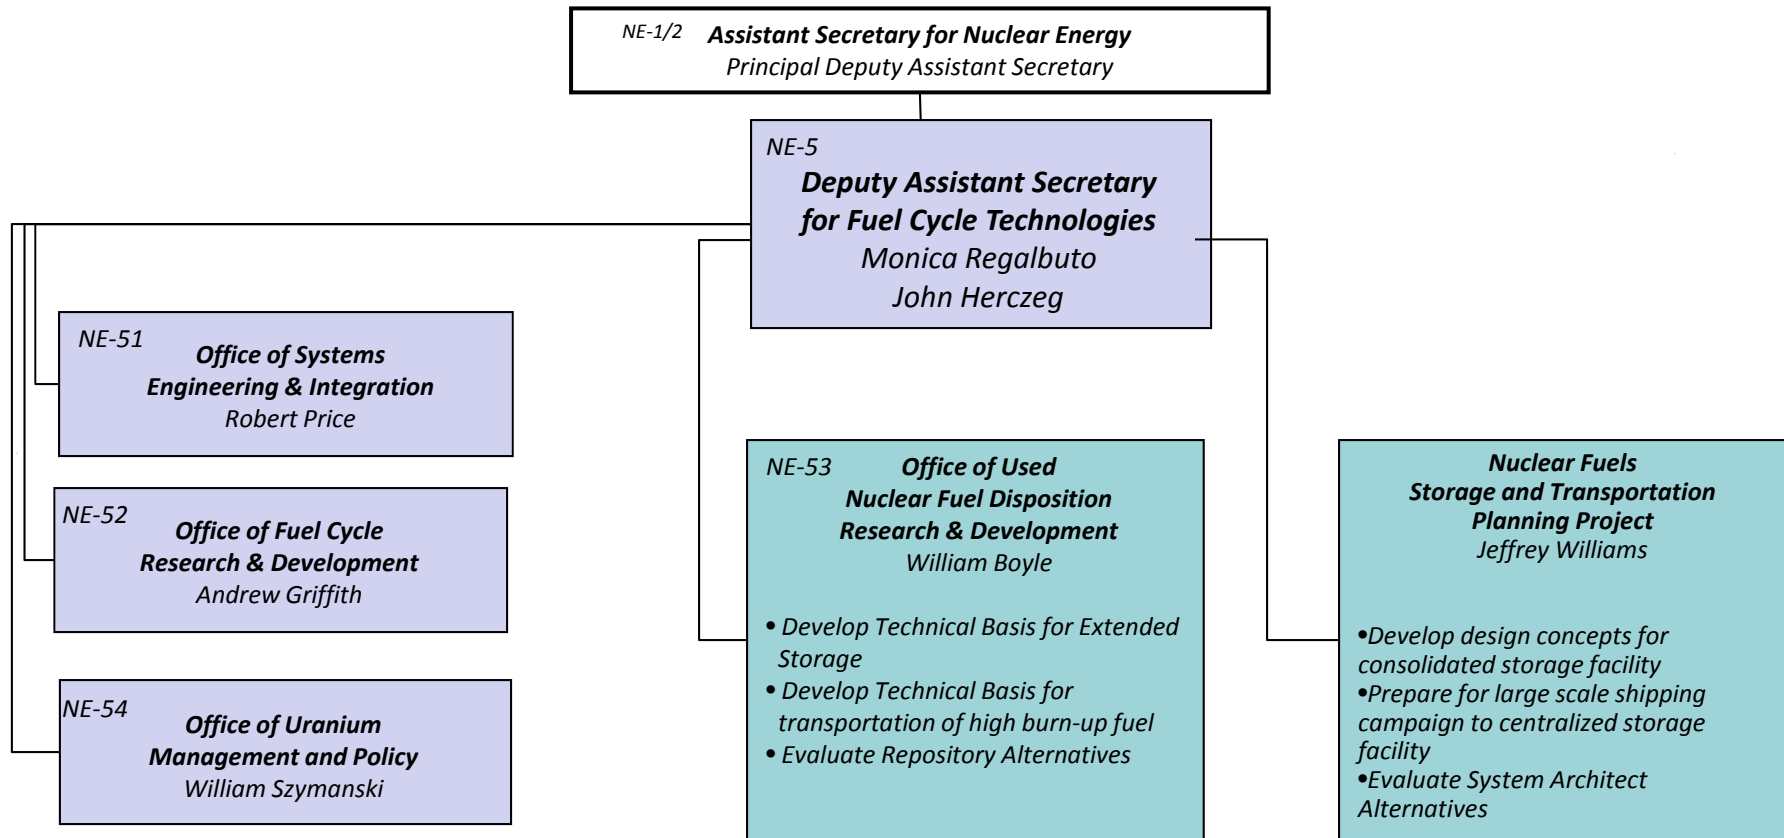 NE-1/2 Assistant Secretary for Nuclear Energy
Principal Deputy Assistant Secretary
NE-5
Deputy Assistant Secretary
for Fuel Cycle Technologies
Monica Regalbuto
John Herczeg
NE-51
Office of Systems
Engineering & Integration
Robert Price
NE-52
Office of Fuel Cycle
Research & Development
Andrew Griffith
NE-54
Office of Uranium
Management and Policy
William Szymanski
NE-53 Office of Used
Nuclear Fuel Disposition
Research & Development
William Boyle
• Develop Technical Basis for Extended
Storage
• Develop Technical Basis for
transportation of high burn-up fuel
• Evaluate Repository Alternatives
Nuclear Fuels
Storage and Transportation
Planning Project
Jeffrey Williams
•Develop design concepts for
consolidated storage facility
•Prepare for large scale shipping
campaign to centralized storage
facility
•Evaluate System Architect
Alternatives